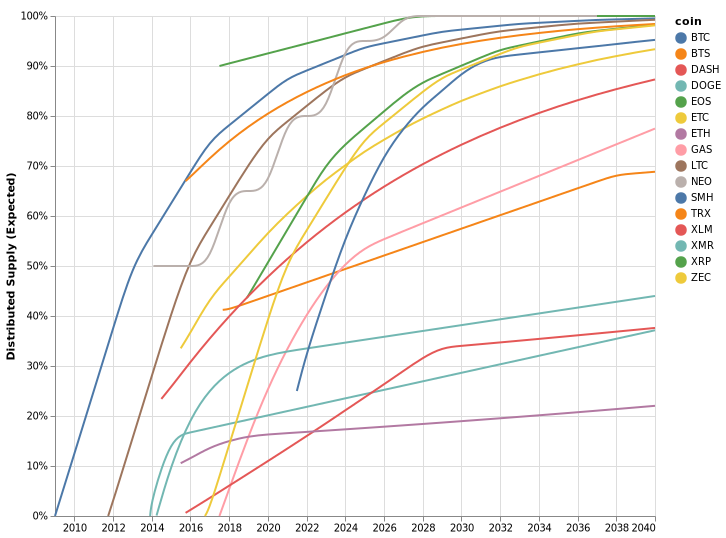 100%
90%
80%
70%
60%
50%
40%
30%
20%
10%
0%
Distributed Supply (Expected)
2010 2012 2014 2016 2018 2020 2022 2024 2026 2028 2030 2032 2034 2036 2038 2040
coin
BTC
BTS
DASH
DOGE
EOS
ETC
ETH
GAS
LTC
NEO
SMH
TRX
XLM
XMR
XRP
ZEC